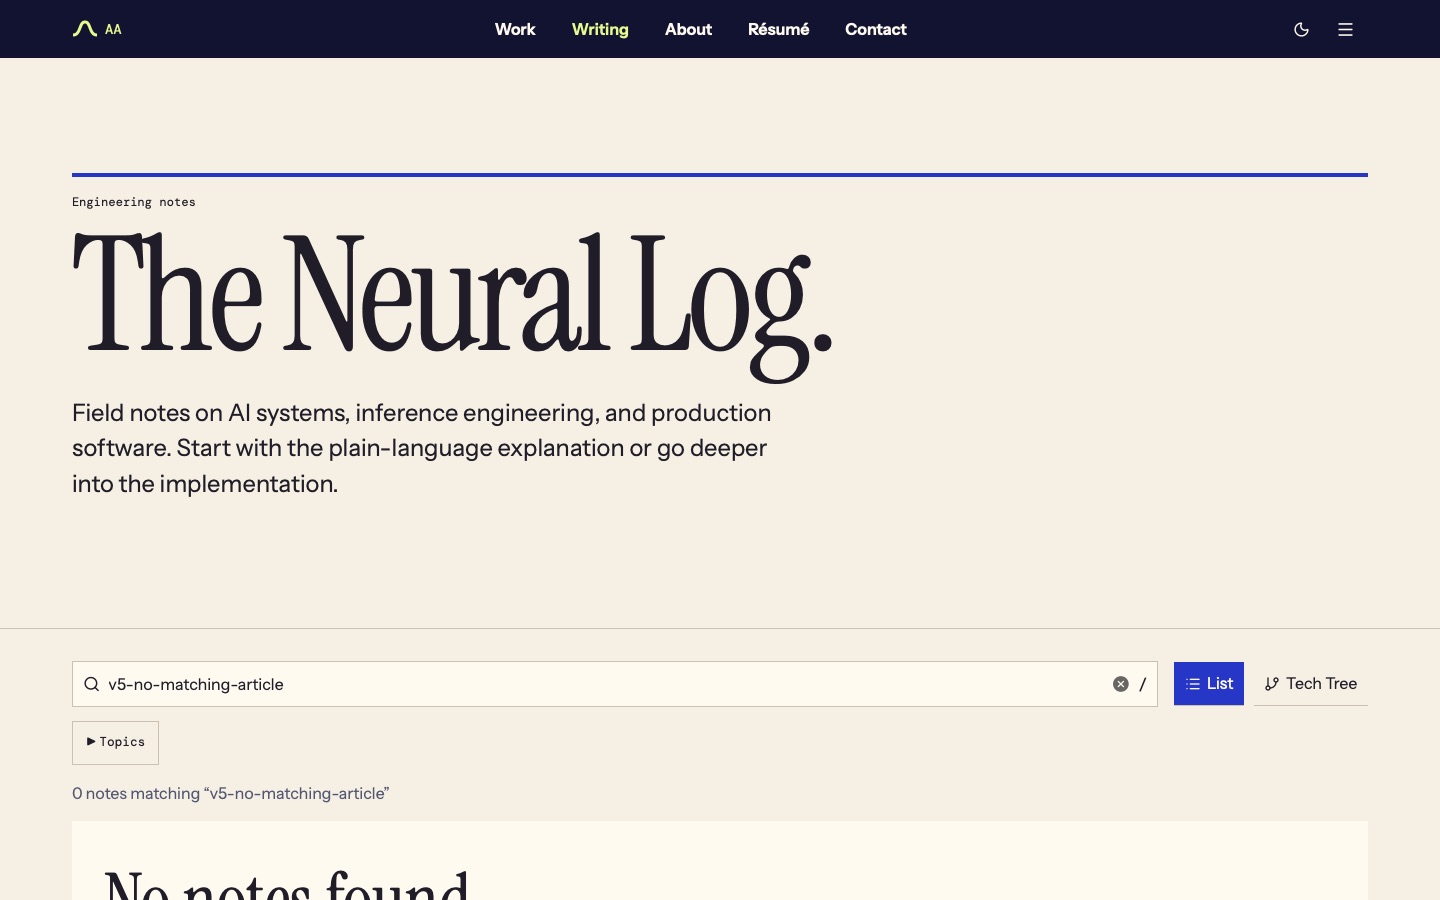 AA
Work
Writing
About
Résumé
Contact
Engineering notes
The Neural Log.
Field notes on AI systems, inference engineering, and production
software. Start with the plain-language explanation or go deeper
into the implementation.
v5-no-matching-article
/
List
Tech Tree
Topics
0 notes matching “v5-no-matching-article”
No notes found